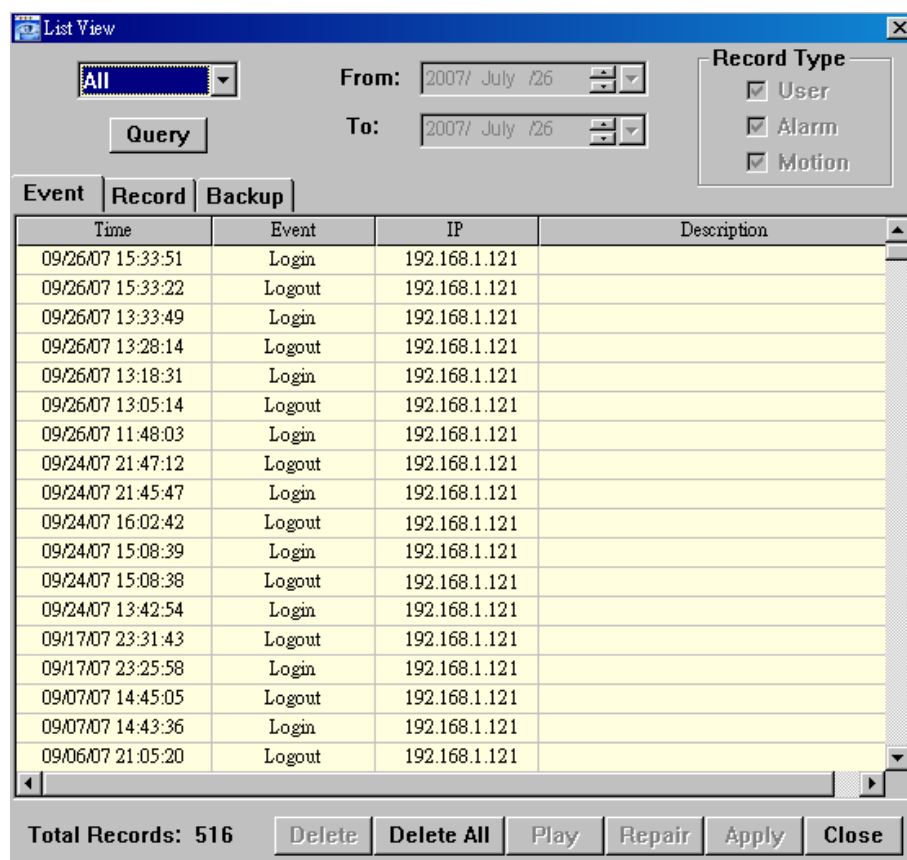 List View
All From: 2007/ July /26 Record Type
User
Query To: 2007/ July /26 Alarm
Motion
Event Record Backup
Time Event IP Description
09/26/07 15:33:51 Login 192.168.1.121
09/26/07 15:33:22 Logout 192.168.1.121
09/26/07 13:33:49 Login 192.168.1.121
09/26/07 13:28:14 Logout 192.168.1.121
09/26/07 13:18:31 Login 192.168.1.121
09/26/07 13:05:14 Logout 192.168.1.121
09/26/07 11:48:03 Login 192.168.1.121
09/24/07 21:47:12 Logout 192.168.1.121
09/24/07 21:45:47 Login 192.168.1.121
09/24/07 16:02:42 Logout 192.168.1.121
09/24/07 15:08:39 Login 192.168.1.121
09/24/07 15:08:38 Logout 192.168.1.121
09/24/07 13:42:54 Login 192.168.1.121
09/17/07 23:31:43 Logout 192.168.1.121
09/17/07 23:25:58 Login 192.168.1.121
09/07/07 14:45:05 Logout 192.168.1.121
09/07/07 14:43:36 Login 192.168.1.121
09/06/07 21:05:20 Logout 192.168.1.121
Total Records: 516 Delete Delete All Play Repair Apply Close